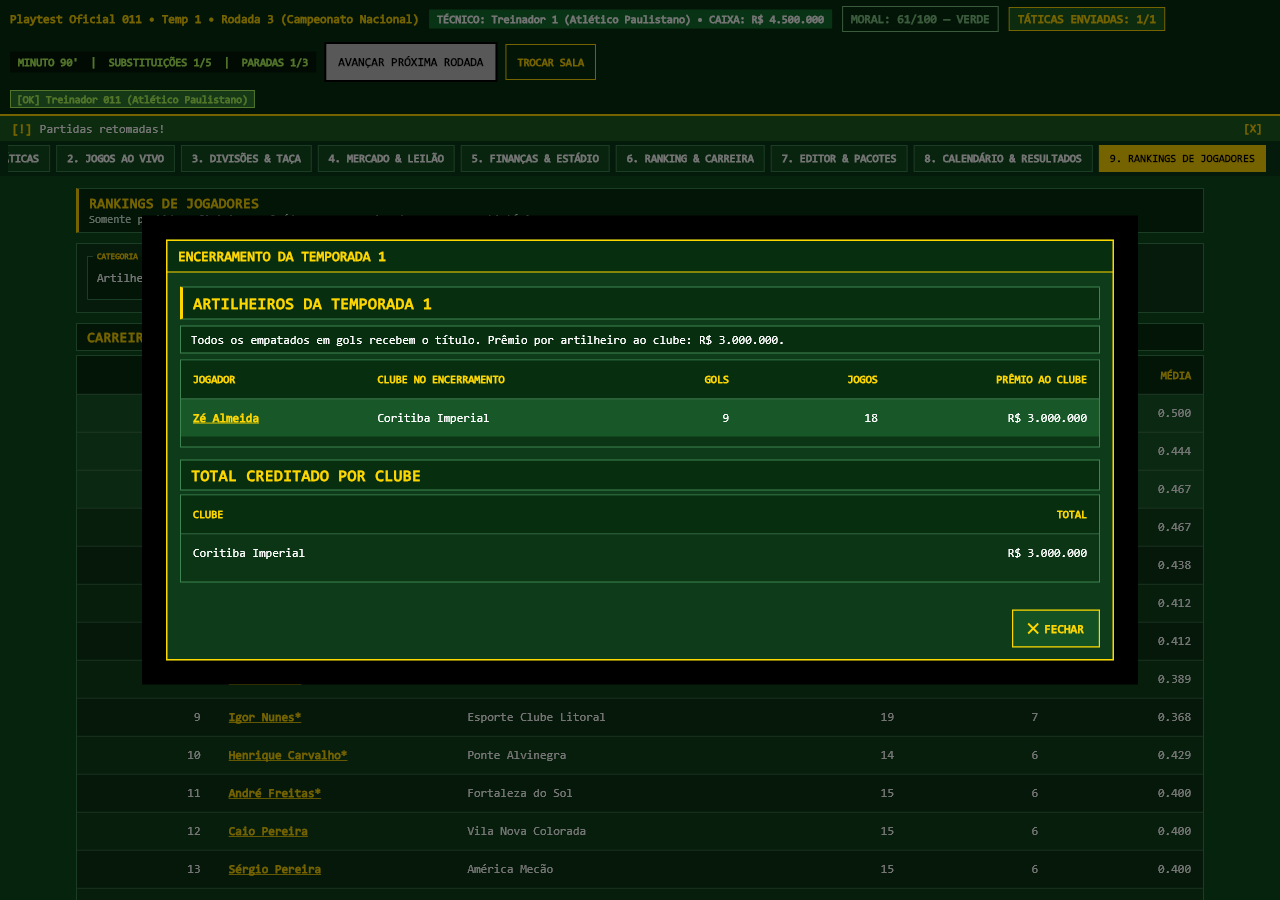 Playtest Oficial 011 • Temp 1 • Rodada 3 (Campeonato Nacional) TÉCNICO: Treinador 1 (Atlético Paulistano) • CAIXA: R$ 4.500.000 MORAL: 61/100 — VERDE TÁTICAS ENVIADAS: 1/1
MINUTO 90' | SUBSTITUIÇÕES 1/5 | PARADAS 1/3 AVANÇAR PRÓXIMA RODADA TROCAR SALA
[OK] Treinador 011 (Atlético Paulistano)
[!] Partidas retomadas! [X]
TICAS 2. JOGOS AO VIVO 3. DIVISÕES & TAÇA 4. MERCADO & LEILÃO 5. FINANÇAS & ESTÁDIO 6. RANKING & CARREIRA 7. EDITOR & PACOTES 8. CALENDÁRIO & RESULTADOS 9. RANKINGS DE JOGADORES
RANKINGS DE JOGADORES
Somente
CATEGORIA
Artilhe
CARREIR
MÉDIA
0.500
0.444
0.467
0.467
0.438
0.412
0.412
0.389
ENCERRAMENTO DA TEMPORADA 1
ARTILHEIROS DA TEMPORADA 1
Todos os empatados em gols recebem o título. Prêmio por artilheiro ao clube: R$ 3.000.000.
JOGADOR CLUBE NO ENCERRAMENTO GOLS JOGOS PRÊMIO AO CLUBE
Zé Almeida Coritiba Imperial 9 18 R$ 3.000.000
TOTAL CREDITADO POR CLUBE
CLUBE TOTAL
Coritiba Imperial R$ 3.000.000
FECHAR
9 Igor Nunes* Esporte Clube Litoral 19 7 0.368
10 Henrique Carvalho* Ponte Alvinegra 14 6 0.429
11 André Freitas* Fortaleza do Sol 15 6 0.400
12 Caio Pereira Vila Nova Colorada 15 6 0.400
13 Sérgio Pereira América Mecão 15 6 0.400